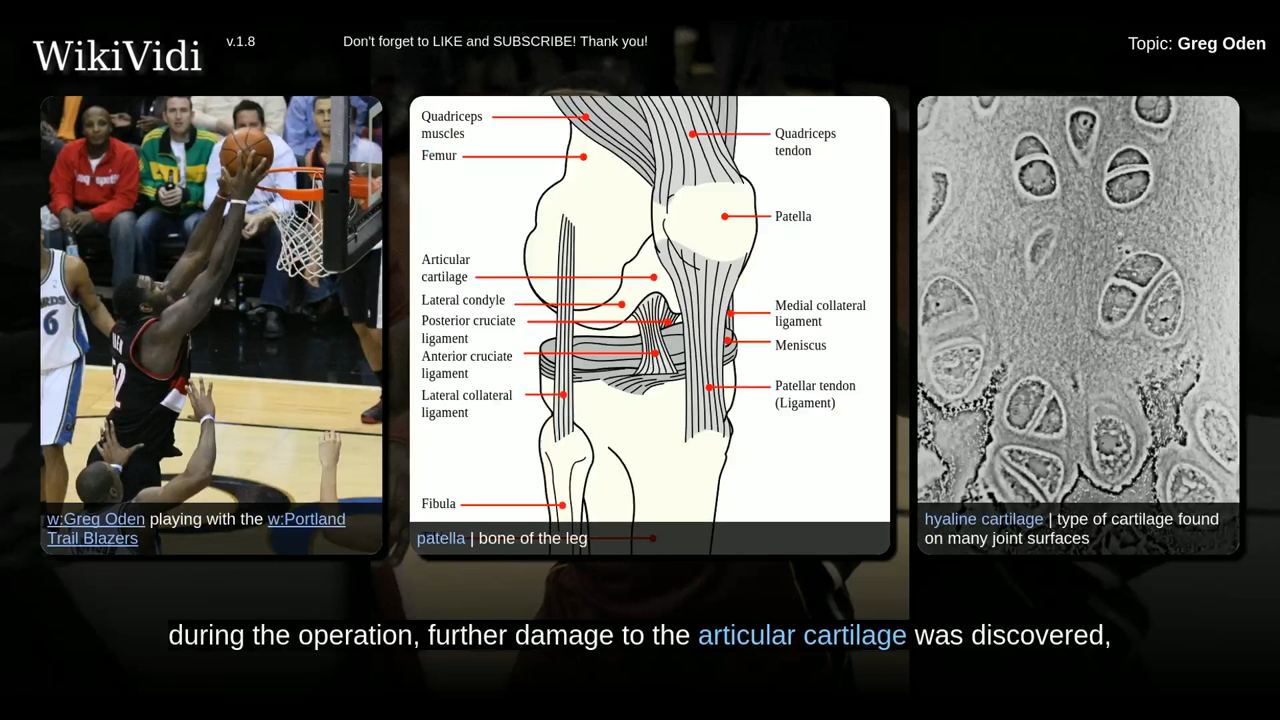 WikiVidi
v.1.8
Don't forget to LIKE and SUBSCRIBE! Thank you!
Topic: Greg Oden
RDS
6
w:Greg Oden playing with the w:Portland
Trail Blazers
Quadriceps
muscles
Femur
Articular
cartilage
Lateral condyle
Posterior cruciate
ligament
Anterior cruciate
ligament
Lateral collateral
ligament
Fibula
Quadriceps
tendon
Patella
Medial collateral
ligament
Meniscus
Patellar tendon
(Ligament)
patella | bone of the leg
hyaline cartilage | type of cartilage found
on many joint surfaces
during the operation, further damage to the articular cartilage was discovered,